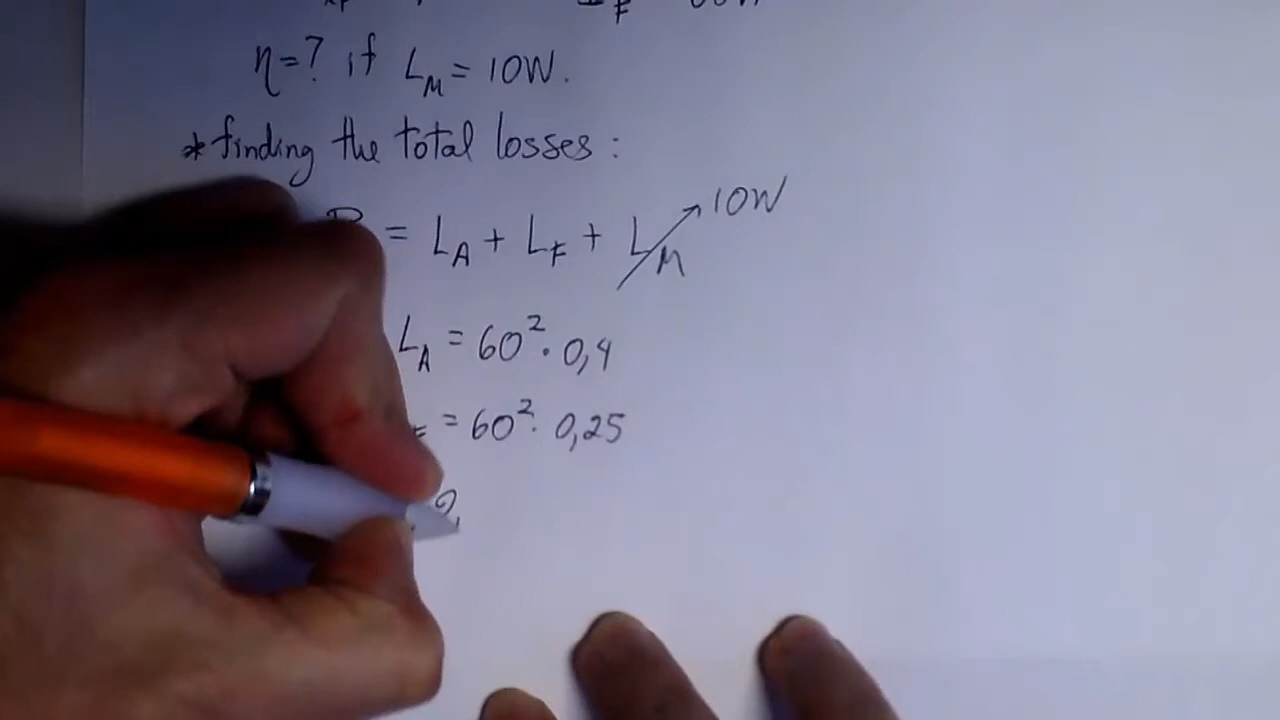 η=? if L_M = 10W.
* finding the total losses :
= L_A + L_F + L_M 10W
L_A = 60² · 0,4
= 60² · 0,25